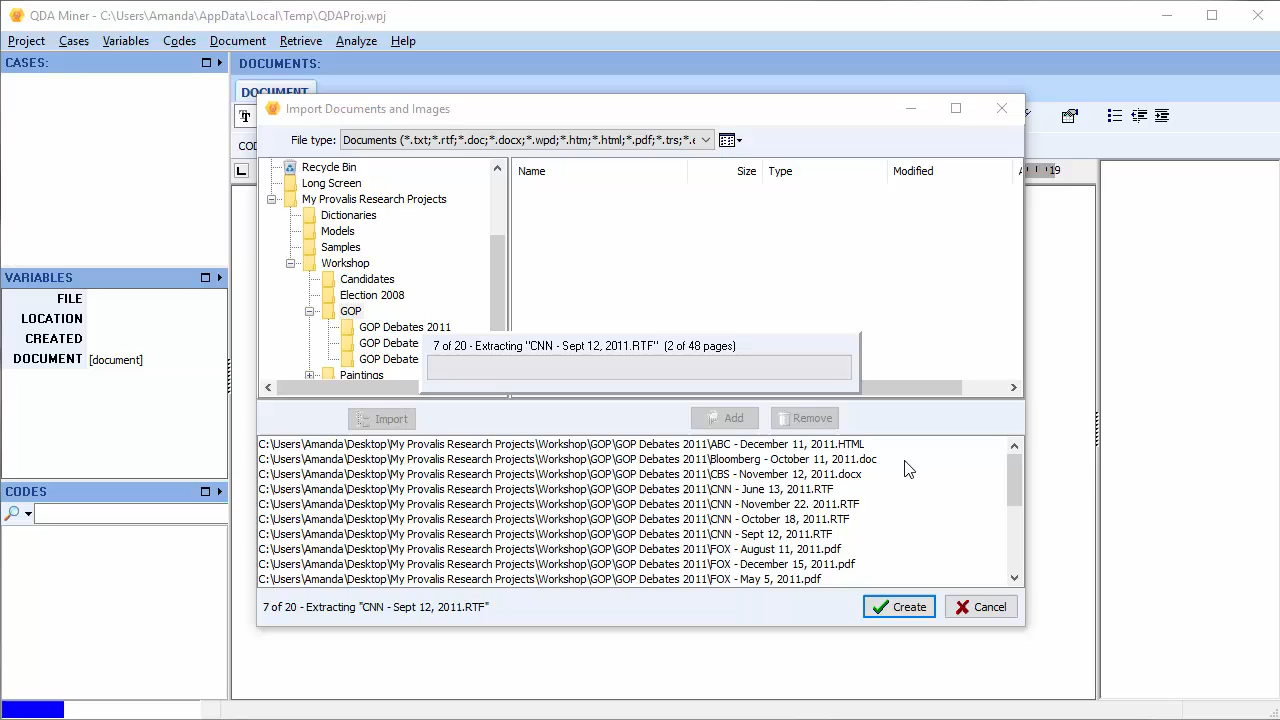 QDA Miner - C:\Users\Amanda\AppData\Local\Temp\QDAProj.wpj
Project Cases Variables Codes Document Retrieve Analyze Help
CASES:
DOCUMENTS:
DOCUMENT
Import Documents and Images
File type: Documents (*.txt;*.rtf;*.doc;*.docx;*.wpd;*.htm;*.html;*.pdf;*.trs;*.e
Recycle Bin
Long Screen
My Provalis Research Projects
Dictionaries
Models
Samples
Workshop
Candidates
Election 2008
GOP
GOP Debates 2011
GOP Debate
GOP Debate
Paintings
Name Size Type Modified A
19
COD
VARIABLES
FILE
LOCATION
CREATED
DOCUMENT [document]
7 of 20 - Extracting "CNN - Sept 12, 2011.RTF" (2 of 48 pages)
Import Add Remove
C:\Users\Amanda\Desktop\My Provalis Research Projects\Workshop\GOP\GOP Debates 2011\ABC - December 11, 2011.HTML
C:\Users\Amanda\Desktop\My Provalis Research Projects\Workshop\GOP\GOP Debates 2011\Bloomberg - October 11, 2011.doc
C:\Users\Amanda\Desktop\My Provalis Research Projects\Workshop\GOP\GOP Debates 2011\CBS - November 12, 2011.docx
C:\Users\Amanda\Desktop\My Provalis Research Projects\Workshop\GOP\GOP Debates 2011\CNN - June 13, 2011.RTF
C:\Users\Amanda\Desktop\My Provalis Research Projects\Workshop\GOP\GOP Debates 2011\CNN - November 22. 2011.RTF
C:\Users\Amanda\Desktop\My Provalis Research Projects\Workshop\GOP\GOP Debates 2011\CNN - October 18, 2011.RTF
C:\Users\Amanda\Desktop\My Provalis Research Projects\Workshop\GOP\GOP Debates 2011\CNN - Sept 12, 2011.RTF
C:\Users\Amanda\Desktop\My Provalis Research Projects\Workshop\GOP\GOP Debates 2011\FOX - August 11, 2011.pdf
C:\Users\Amanda\Desktop\My Provalis Research Projects\Workshop\GOP\GOP Debates 2011\FOX - December 15, 2011.pdf
C:\Users\Amanda\Desktop\My Provalis Research Projects\Workshop\GOP\GOP Debates 2011\FOX - May 5, 2011.pdf
CODES
7 of 20 - Extracting "CNN - Sept 12, 2011.RTF"
Create Cancel